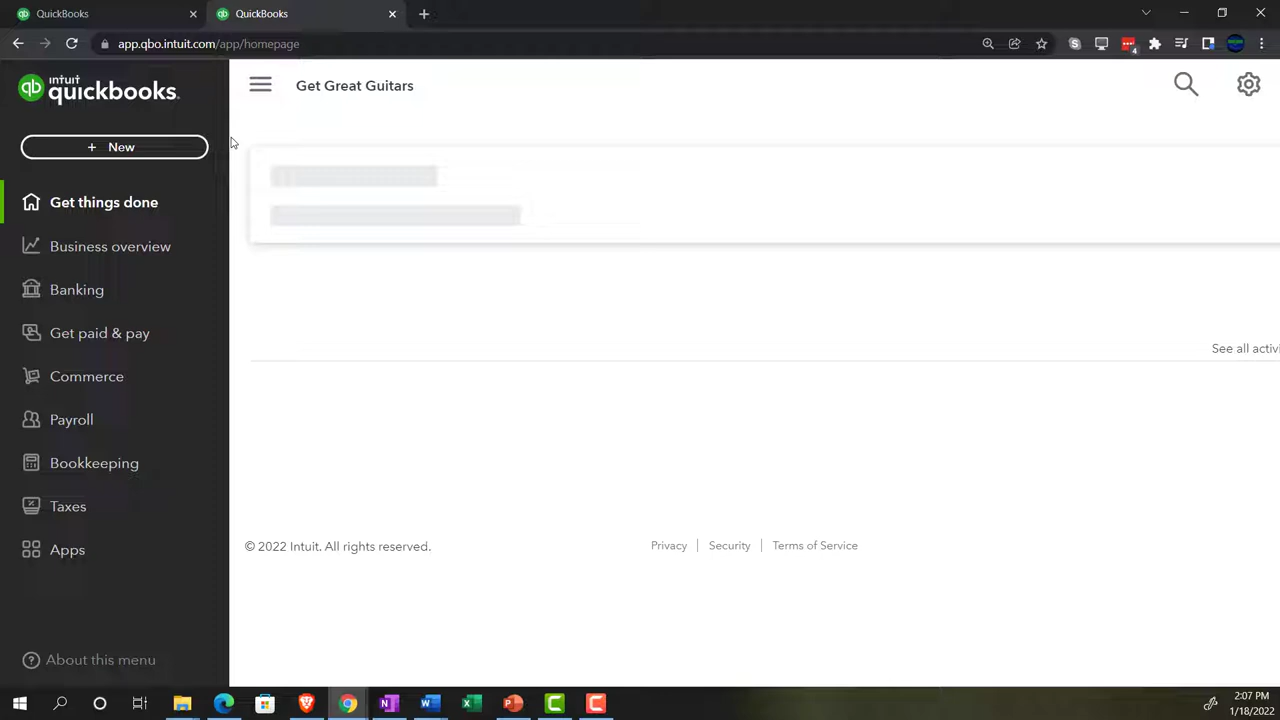 QuickBooks
QuickBooks
app.qbo.intuit.com/app/homepage
4
intuit
quickbooks.
Get Great Guitars
+ New
Get things done
Business overview
Banking
Get paid & pay
See all activi
Commerce
Payroll
Bookkeeping
Taxes
Apps
© 2022 Intuit. All rights reserved.
Privacy
Security
Terms of Service
About this menu
2:07 PM
1/18/2022